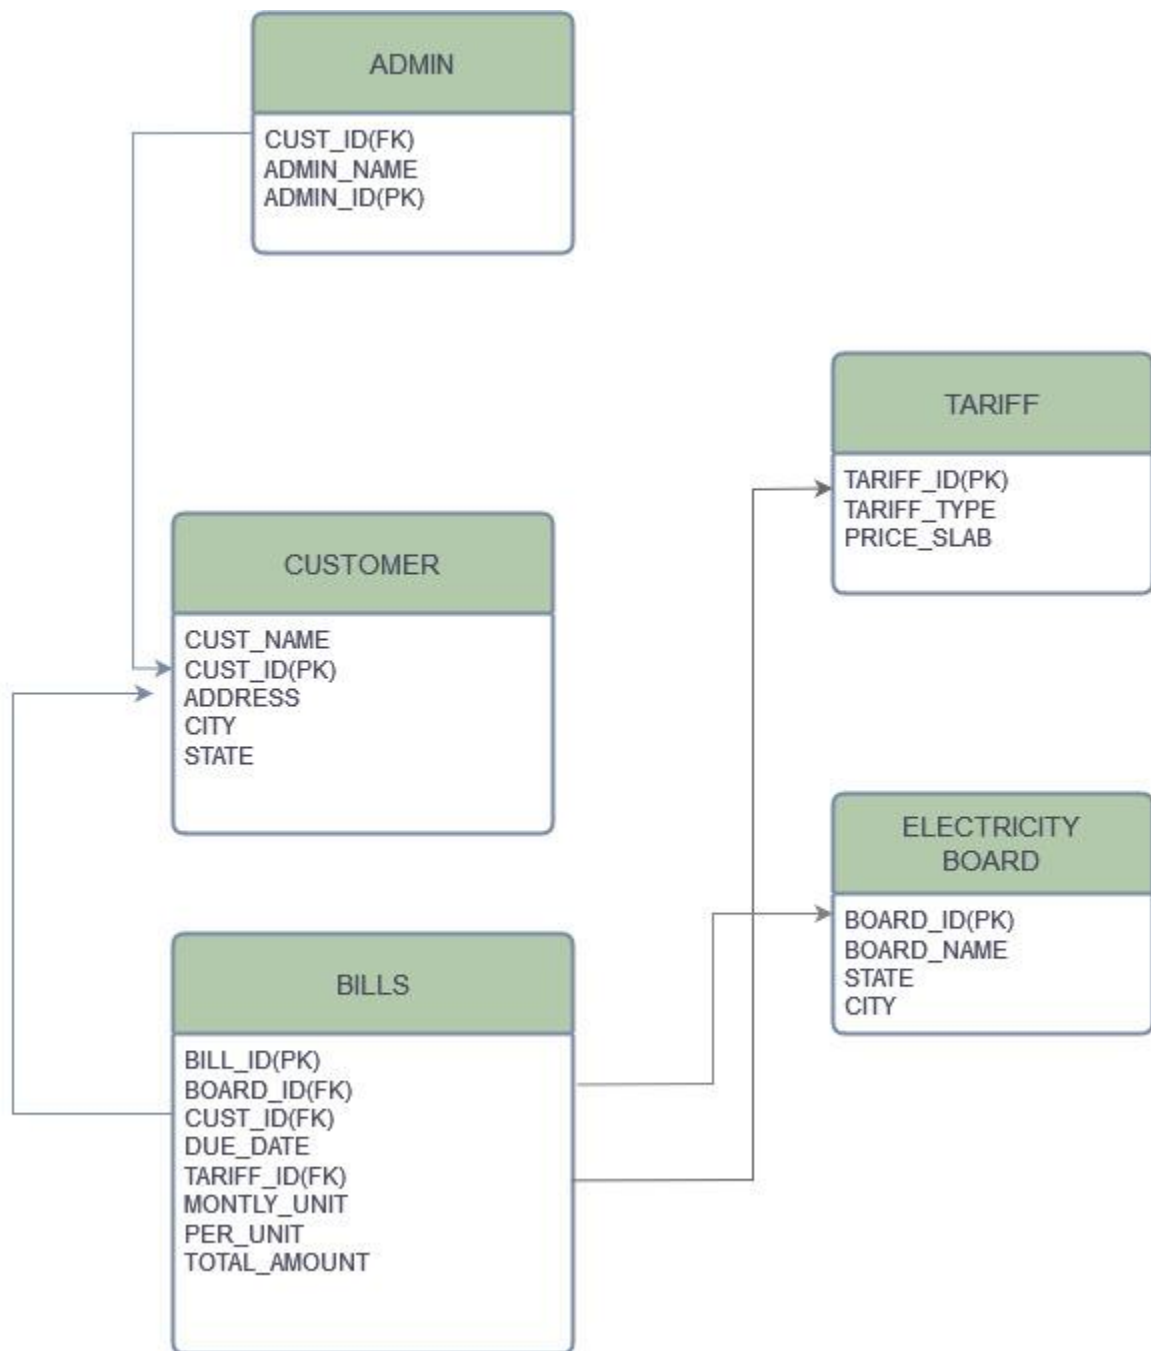 ADMIN
CUST_ID(FK)
ADMIN_NAME
ADMIN_ID(PK)
TARIFF
TARIFF_ID(PK)
TARIFF_TYPE
PRICE_SLAB
CUSTOMER
CUST_NAME
CUST_ID(PK)
ADDRESS
CITY
STATE
ELECTRICITY
BOARD
BOARD_ID(PK)
BOARD_NAME
STATE
CITY
BILLS
BILL_ID(PK)
BOARD_ID(FK)
CUST_ID(FK)
DUE_DATE
TARIFF_ID(FK)
MONTLY_UNIT
PER_UNIT
TOTAL_AMOUNT